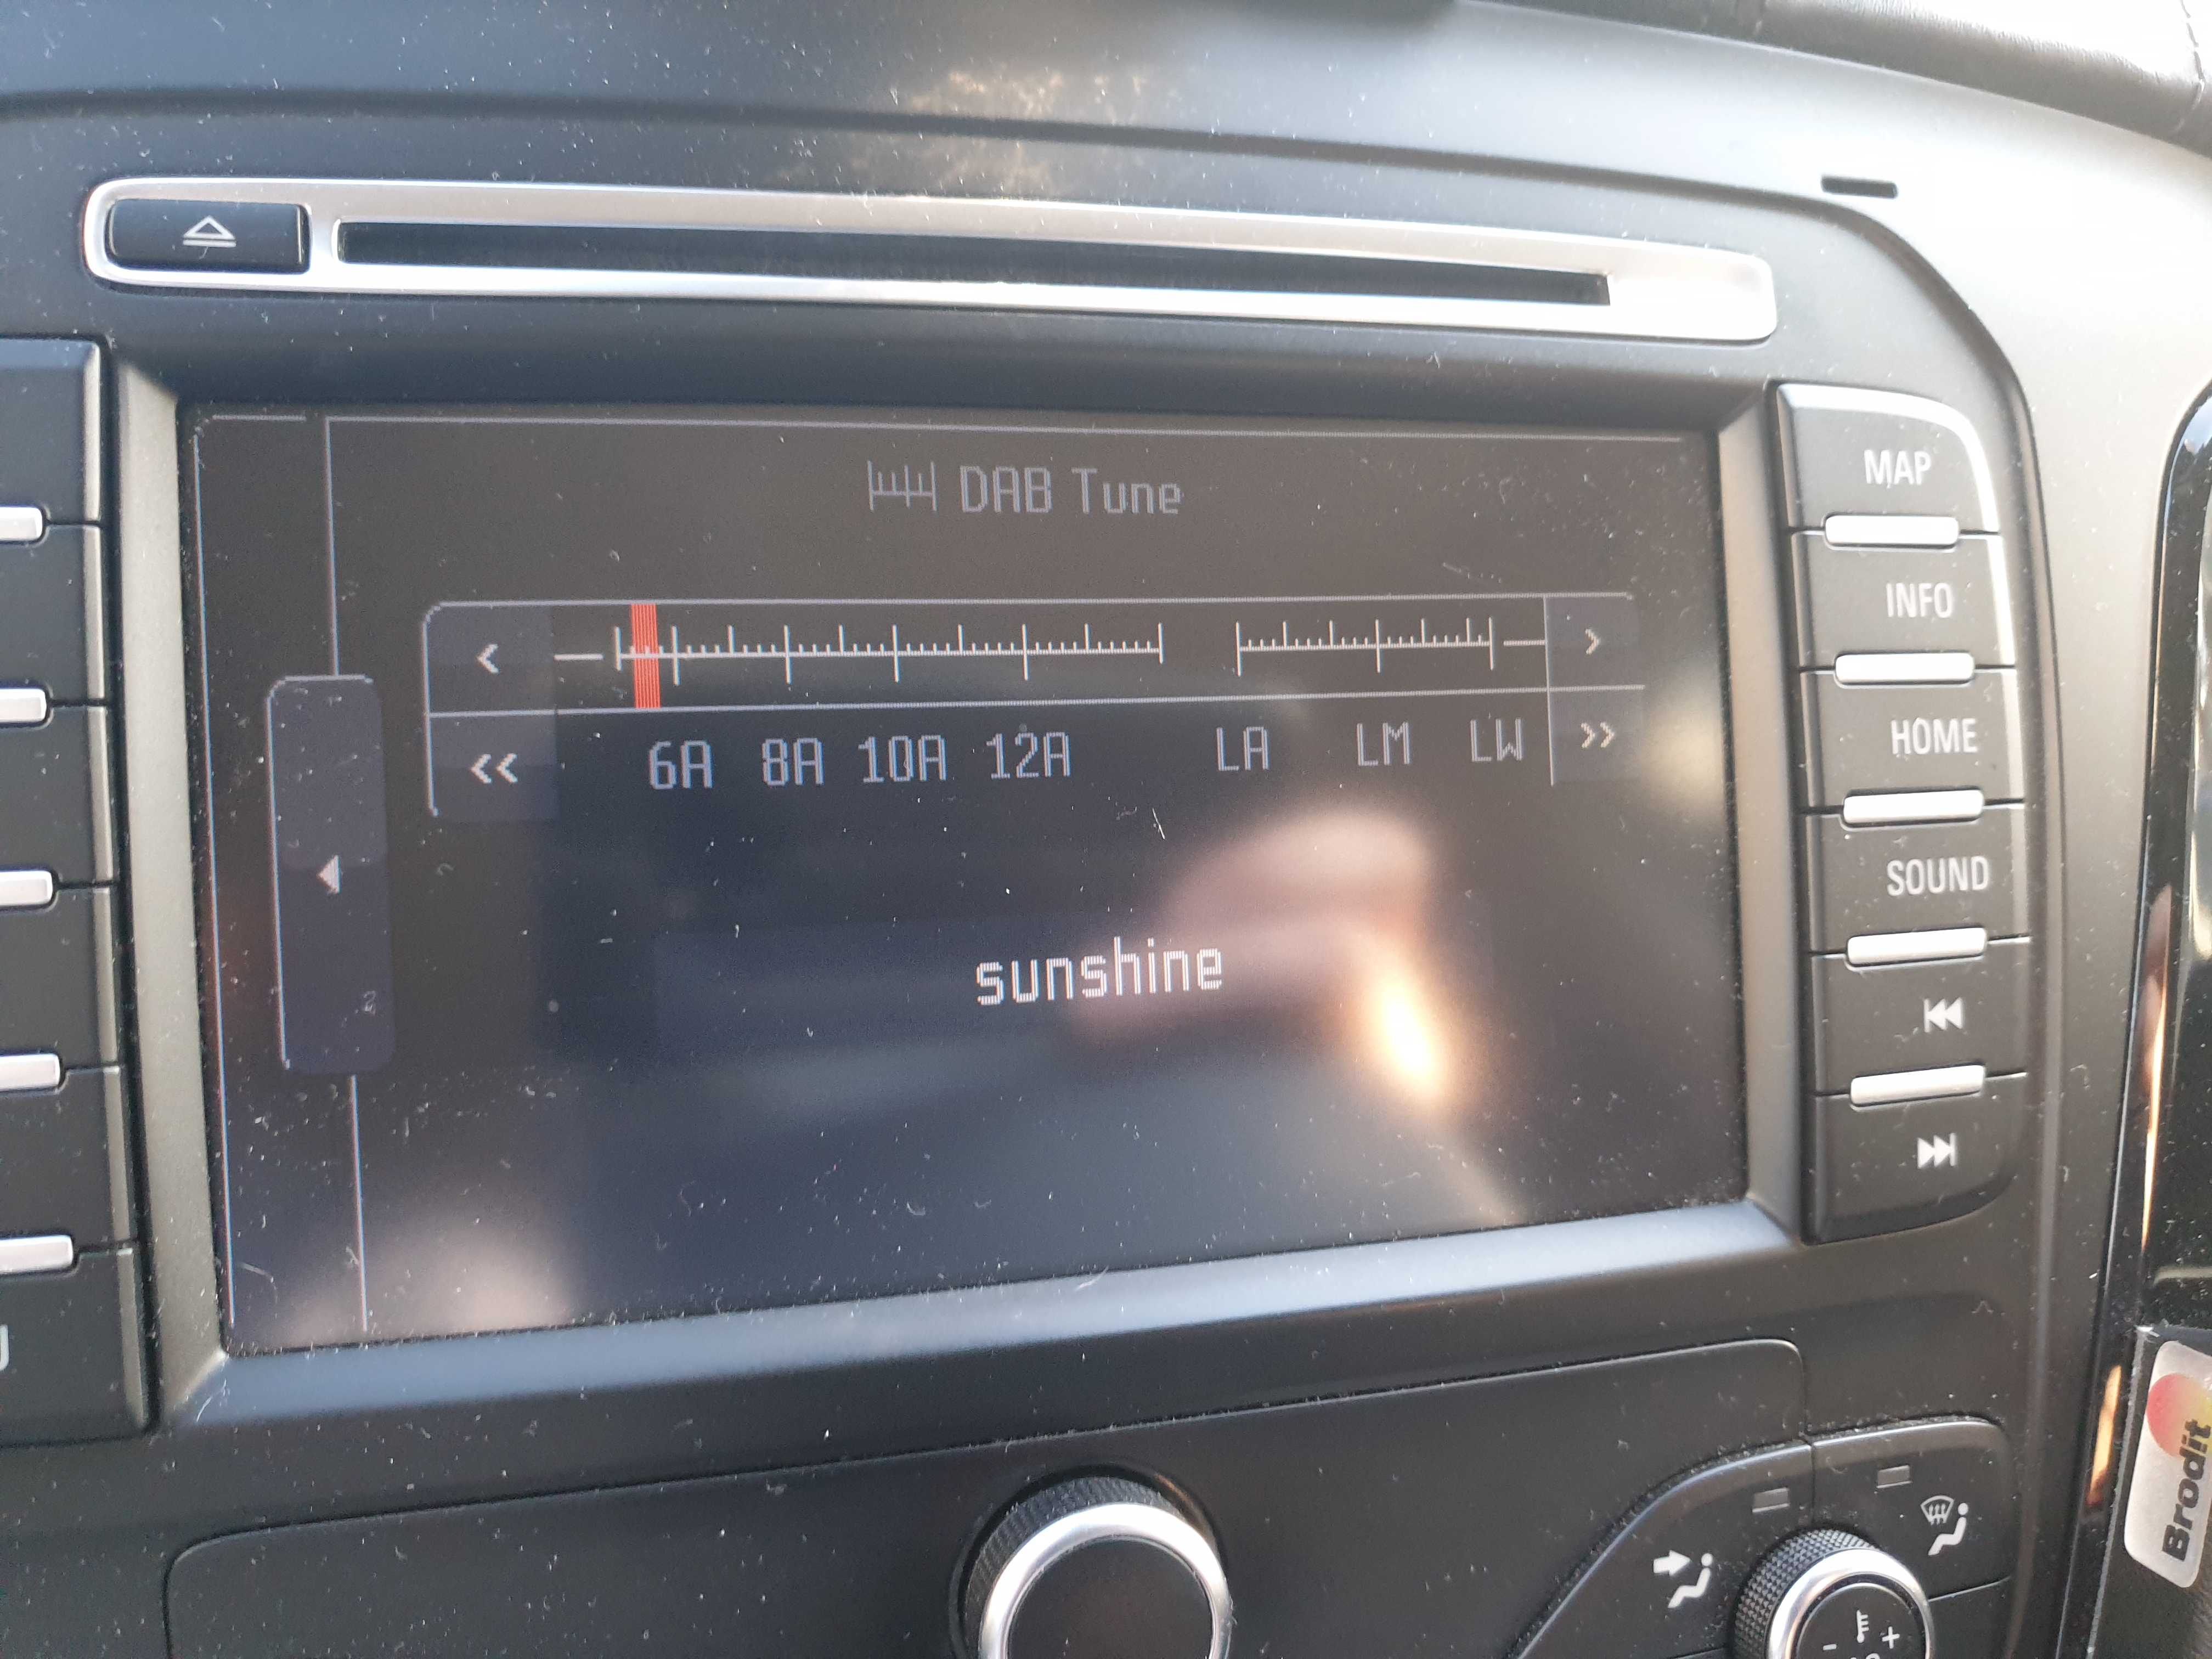 DAB Tune
<
>
6A 8A 10A 12A LA LM LW
<<
>>
sunshine
MAP
INFO
HOME
SOUND
Brodit
- +